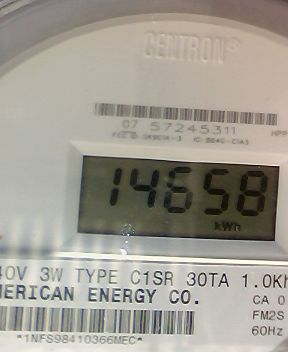 CENTRON®
07 57245311
14658
kWh
40V 3W TYPE C1SR 30TA 1.0Kh
MERICAN ENERGY CO.
CA 0
FM2S
60Hz
*1NFS98410366MEC*